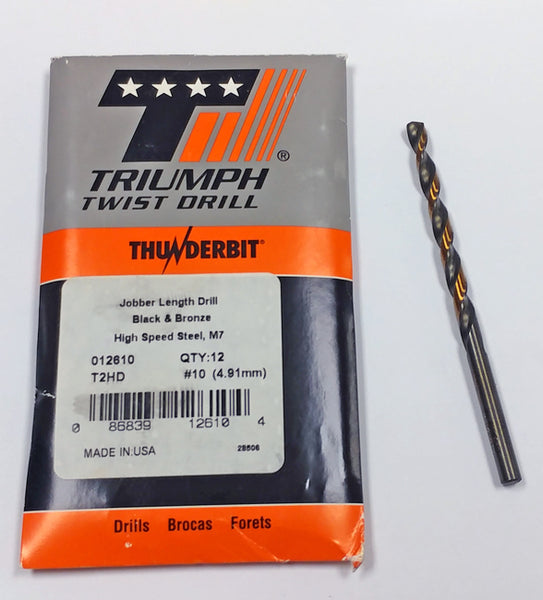 T
®
TRIUMPH
TWIST DRILL
THUNDERBIT®
Jobber Length Drill
Black & Bronze
High Speed Steel, M7
012610 QTY:12
T2HD #10 (4.91mm)
0 86839 12610 4
MADE IN:USA 28506
Drills Brocas Forets